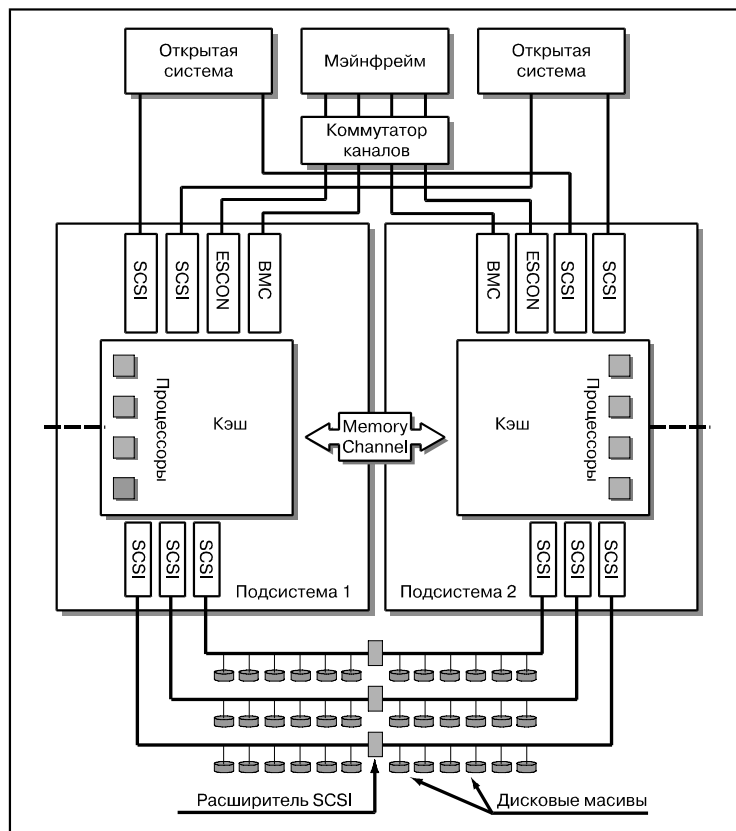 Открытая
система
Мэйнфрейм
Открытая
система
Коммутатор
каналов
SCSI
SCSI
ESCON
BMC
BMC
ESCON
SCSI
SCSI
Процессоры
Кэш
Memory
Channel
Кэш
Процессоры
SCSI
SCSI
SCSI
SCSI
SCSI
SCSI
Подсистема 1
Подсистема 2
Расширитель SCSI
Дисковые масивы